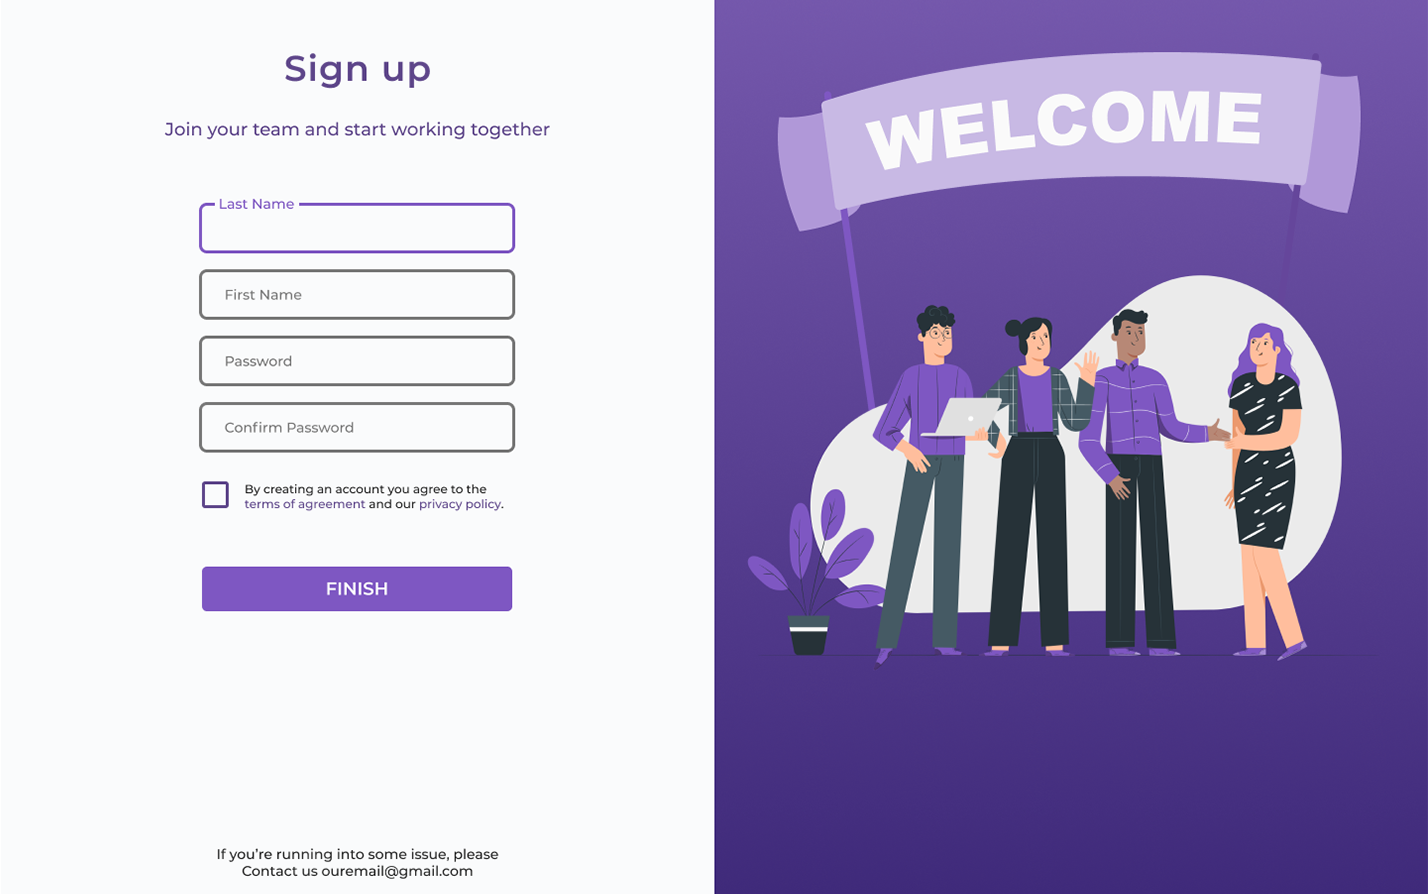 Sign up
Join your team and start working together
Last Name
First Name
Password
Confirm Password
By creating an account you agree to the
terms of agreement and our privacy policy.
FINISH
If you’re running into some issue, please
Contact us ouremail@gmail.com
WELCOME